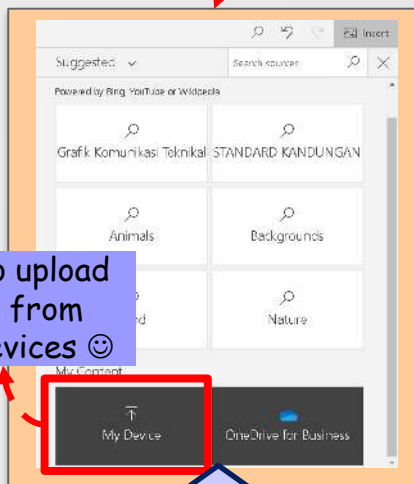 Insert
Suggested
Search sources
Powered by Bing, YouTube or Wikipedia
Grafik Komunikasi Teknikal
STANDARD KANDUNGAN
Animals
Backgrounds
upload
from
☺
Nature
My Content
My Device
OneDrive for Business